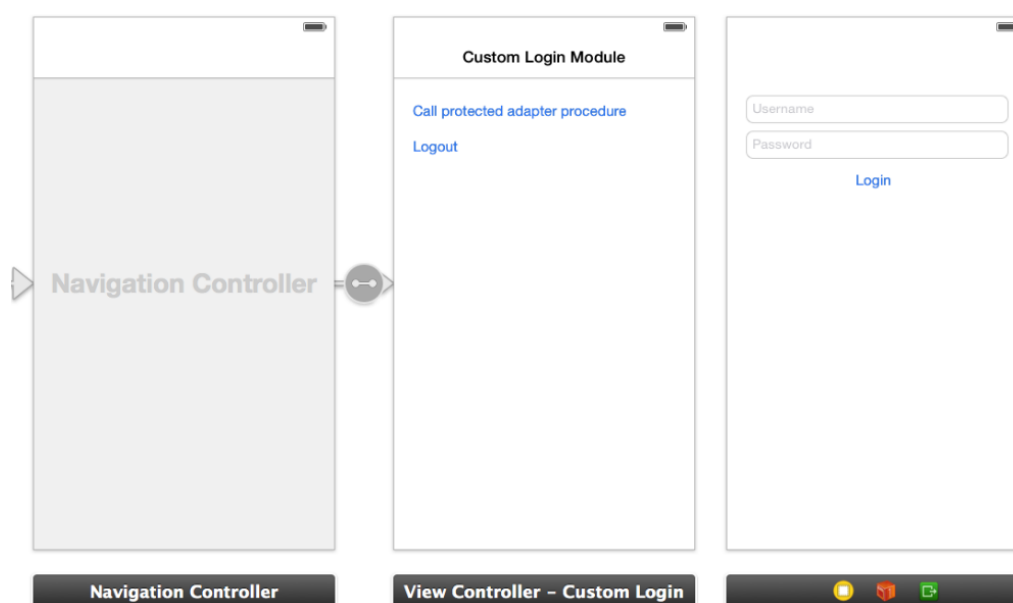 Custom Login Module
Call protected adapter procedure
Logout
Username
Password
Login
Navigation Controller
Navigation Controller
View Controller – Custom Login